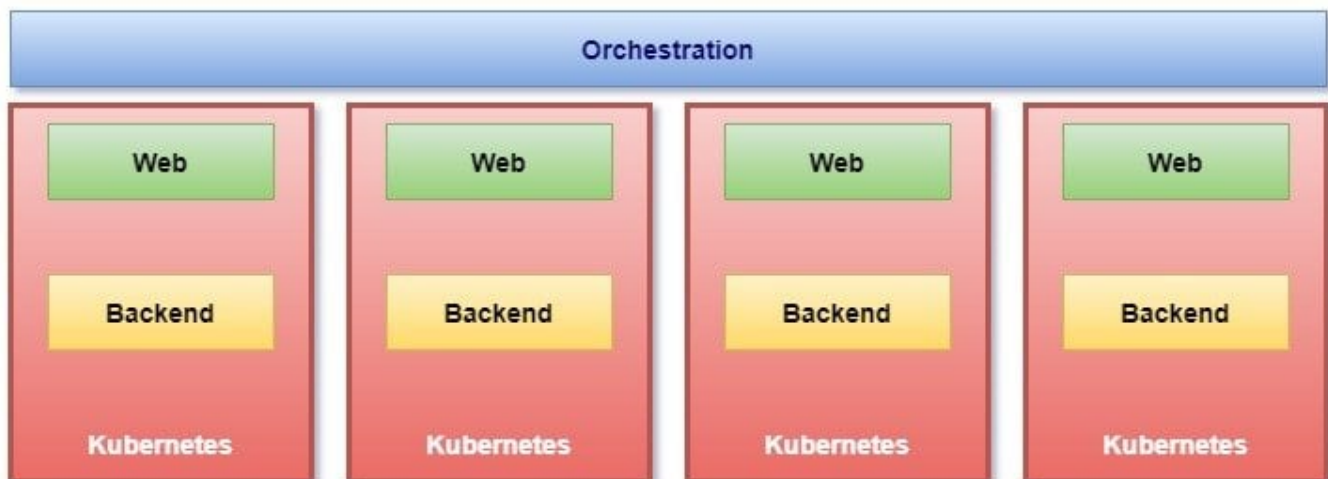 Orchestration
Web Web Web Web
Backend Backend Backend Backend
Kubernetes Kubernetes Kubernetes Kubernetes